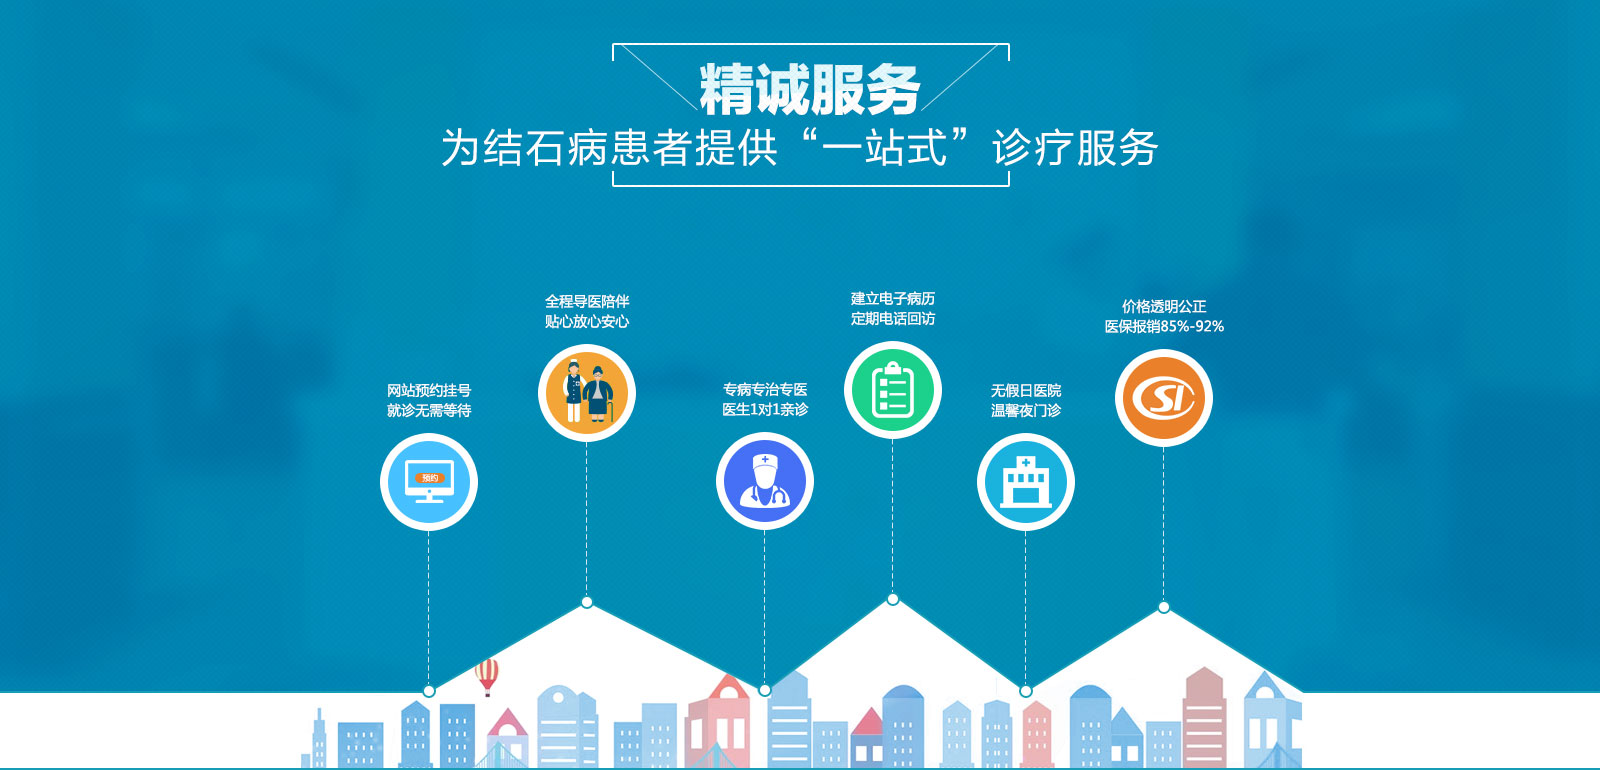 精诚服务
为结石病患者提供“一站式”诊疗服务
网站预约挂号
就诊无需等待
预约
全程导医陪伴
贴心放心安心
专病专治专医
医生1对1亲诊
建立电子病历
定期电话回访
无假日医院
温馨夜门诊
价格透明公正
医保报销85%-92%
SI